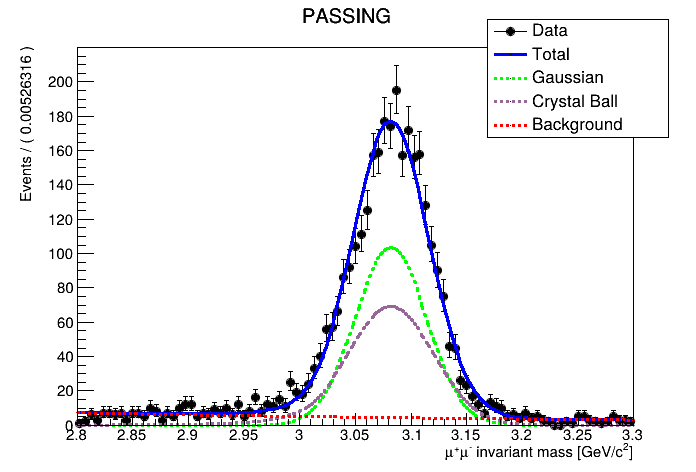 PASSING
Data
Total
Gaussian
Crystal Ball
Background
Events / ( 0.00526316 )
200
180
160
140
120
100
80
60
40
20
0
2.8 2.85 2.9 2.95 3 3.05 3.1 3.15 3.2 3.25 3.3
μ⁺μ⁻ invariant mass [GeV/c²]